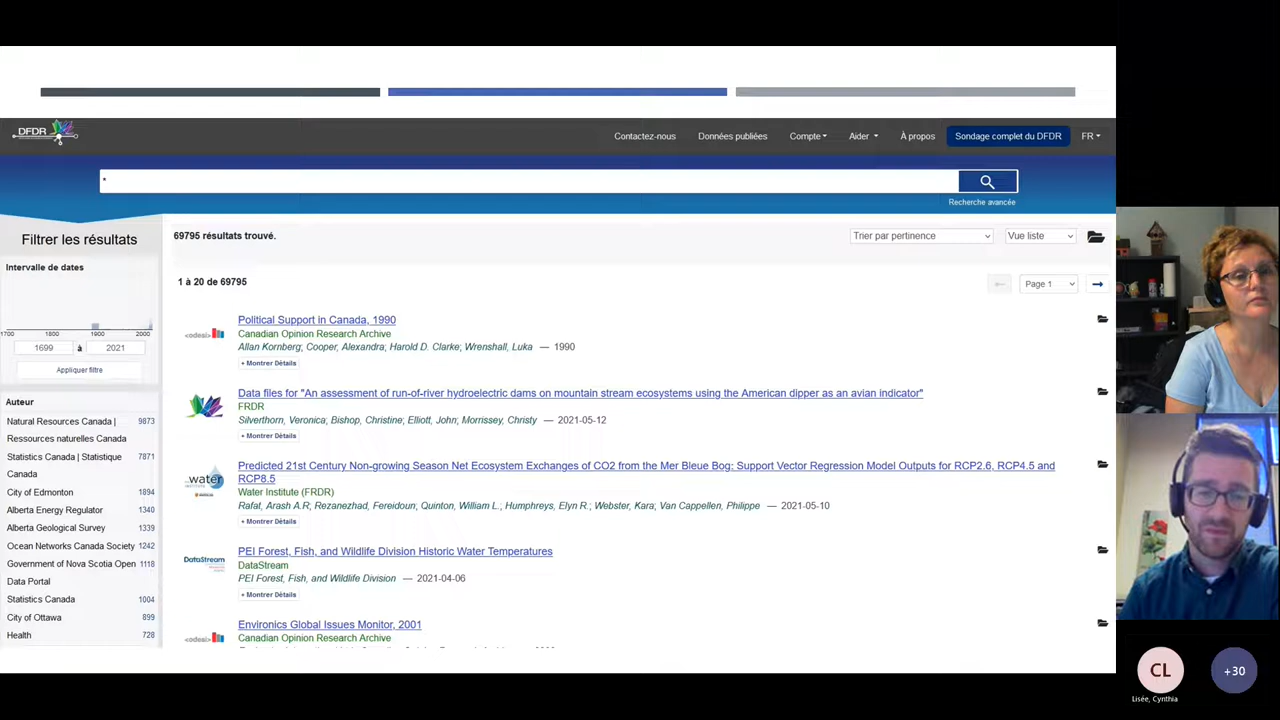 DFDR
Contactez-nous
Données publiées
Compte
Aider
À propos
Sondage complet du DFDR
FR
*
Recherche avancée
Filtrer les résultats
69795 résultats trouvé.
Trier par pertinence
Vue liste
Intervalle de dates
1 à 20 de 69795
Page 1
1700 1800 1900 2000
1699 à 2021
Appliquer filtre
Auteur
Natural Resources Canada | 9873
Ressources naturelles Canada
Statistics Canada | Statistique 7871
Canada
City of Edmonton 1894
Alberta Energy Regulator 1340
Alberta Geological Survey 1339
Ocean Networks Canada Society 1242
Government of Nova Scotia Open 1118
Data Portal
Statistics Canada 1004
City of Ottawa 899
Health 728
<odesi>
Political Support in Canada, 1990
Canadian Opinion Research Archive
Allan Kornberg; Cooper, Alexandra; Harold D. Clarke; Wrenshall, Luka — 1990
+ Montrer Détails
Data files for "An assessment of run-of-river hydroelectric dams on mountain stream ecosystems using the American dipper as an avian indicator"
FRDR
Silverthorn, Veronica; Bishop, Christine; Elliott, John; Morrissey, Christy — 2021-05-12
+ Montrer Détails
water
Predicted 21st Century Non-growing Season Net Ecosystem Exchanges of CO2 from the Mer Bleue Bog: Support Vector Regression Model Outputs for RCP2.6, RCP4.5 and
RCP8.5
Water Institute (FRDR)
Rafat, Arash A.R; Rezanezhad, Fereidoun; Quinton, William L.; Humphreys, Elyn R.; Webster, Kara; Van Cappellen, Philippe — 2021-05-10
+ Montrer Détails
DataStream
PEI Forest, Fish, and Wildlife Division Historic Water Temperatures
DataStream
PEI Forest, Fish, and Wildlife Division — 2021-04-06
+ Montrer Détails
<odesi>
Environics Global Issues Monitor, 2001
Canadian Opinion Research Archive
CL
+30
Lisée, Cynthia